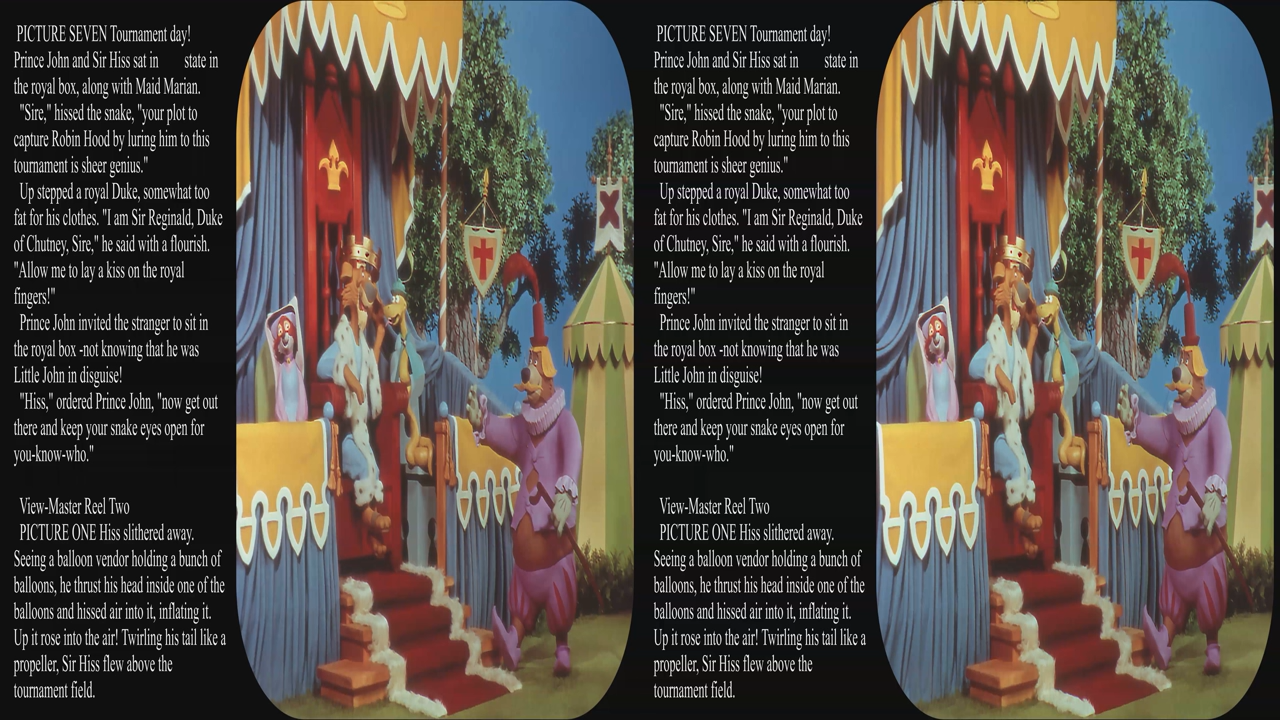 PICTURE SEVEN Tournament day!
Prince John and Sir Hiss sat in state in
the royal box, along with Maid Marian.
"Sire," hissed the snake, "your plot to
capture Robin Hood by luring him to this
tournament is sheer genius."
Up stepped a royal Duke, somewhat too
fat for his clothes. "I am Sir Reginald, Duke
of Chutney, Sire," he said with a flourish.
"Allow me to lay a kiss on the royal
fingers!"
Prince John invited the stranger to sit in
the royal box -not knowing that he was
Little John in disguise!
"Hiss," ordered Prince John, "now get out
there and keep your snake eyes open for
you-know-who."
View-Master Reel Two
PICTURE ONE Hiss slithered away.
Seeing a balloon vendor holding a bunch of
balloons, he thrust his head inside one of the
balloons and hissed air into it, inflating it.
Up it rose into the air! Twirling his tail like a
propeller, Sir Hiss flew above the
tournament field.
PICTURE SEVEN Tournament day!
Prince John and Sir Hiss sat in state in
the royal box, along with Maid Marian.
"Sire," hissed the snake, "your plot to
capture Robin Hood by luring him to this
tournament is sheer genius."
Up stepped a royal Duke, somewhat too
fat for his clothes. "I am Sir Reginald, Duke
of Chutney, Sire," he said with a flourish.
"Allow me to lay a kiss on the royal
fingers!"
Prince John invited the stranger to sit in
the royal box -not knowing that he was
Little John in disguise!
"Hiss," ordered Prince John, "now get out
there and keep your snake eyes open for
you-know-who."
View-Master Reel Two
PICTURE ONE Hiss slithered away.
Seeing a balloon vendor holding a bunch of
balloons, he thrust his head inside one of the
balloons and hissed air into it, inflating it.
Up it rose into the air! Twirling his tail like a
propeller, Sir Hiss flew above the
tournament field.